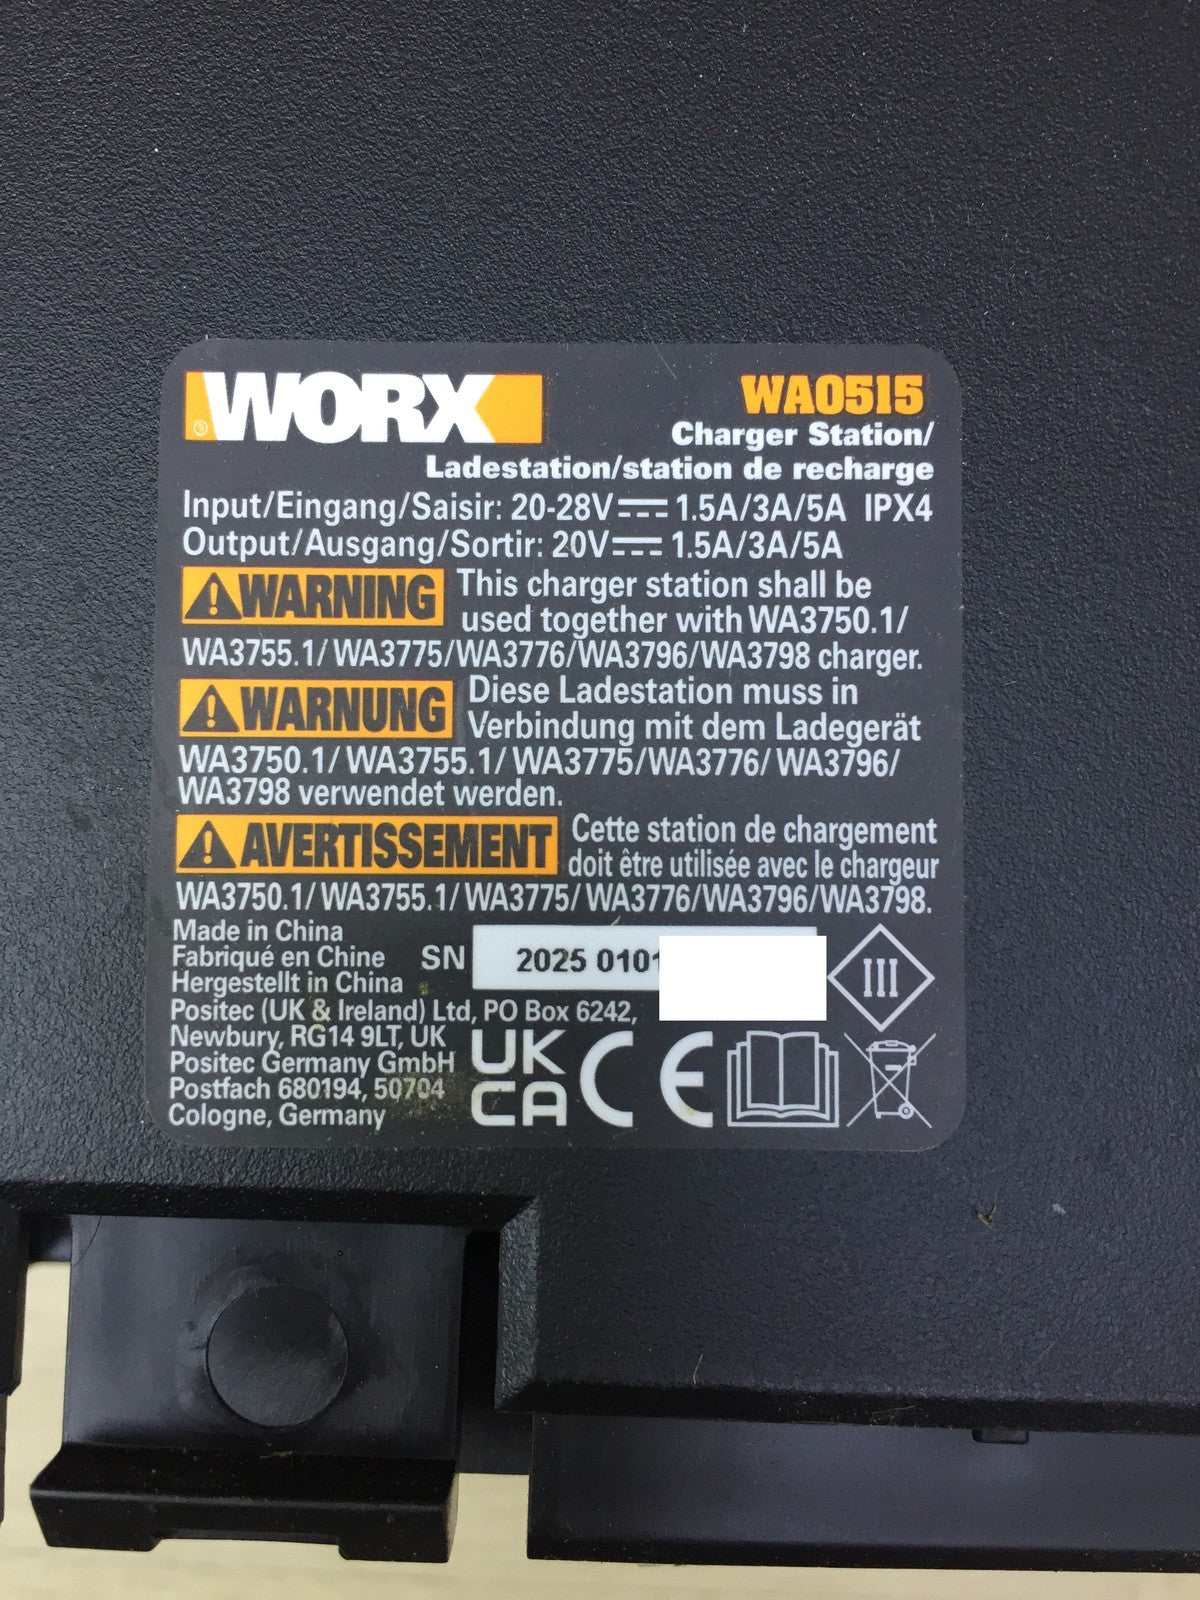 WORX
®
WA0515
Charger Station/
Ladestation/station de recharge
Input/Eingang/Saisir: 20-28V⎓1.5A/3A/5A IPX4
Output/Ausgang/Sortir: 20V⎓1.5A/3A/5A
WARNING This charger station shall be
used together with WA3750.1/
WA3755.1/ WA3775/WA3776/WA3796/WA3798 charger.
WARNUNG Diese Ladestation muss in
Verbindung mit dem Ladegerät
WA3750.1/ WA3755.1/ WA3775/WA3776/ WA3796/
WA3798 verwendet werden.
AVERTISSEMENT Cette station de chargement
doit être utilisée avec le chargeur
WA3750.1/ WA3755.1/ WA3775/ WA3776/WA3796/WA3798.
Made in China
Fabriqué en Chine
Hergestellt in China
SN 2025 0101
III
Positec (UK & Ireland) Ltd, PO Box 6242,
Newbury, RG14 9LT, UK
Positec Germany GmbH
Postfach 680194, 50704
Cologne, Germany
UK
CA
CE